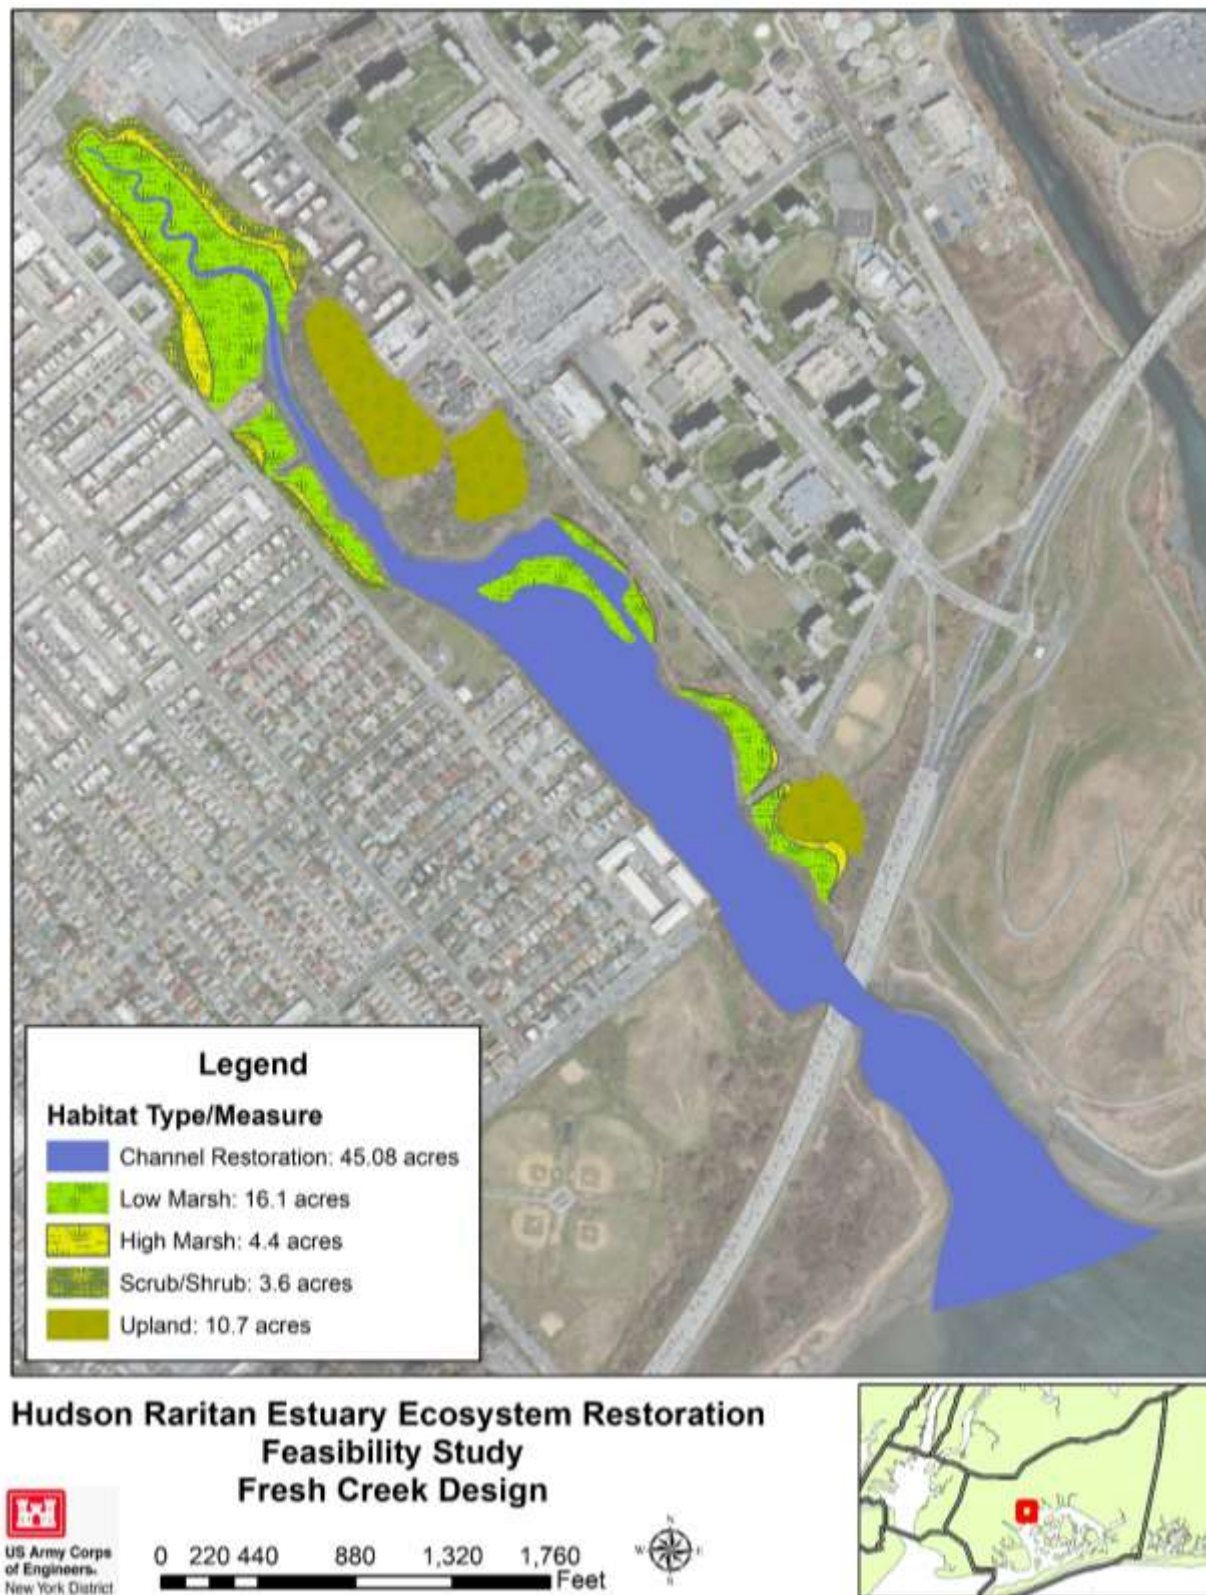 Legend
Habitat Type/Measure
Channel Restoration: 45.08 acres
Low Marsh: 16.1 acres
High Marsh: 4.4 acres
Scrub/Shrub: 3.6 acres
Upland: 10.7 acres
Hudson Raritan Estuary Ecosystem Restoration
Feasibility Study
Fresh Creek Design
US Army Corps
of Engineers.
New York District
0 220 440 880 1,320 1,760
Feet
N
W E
S